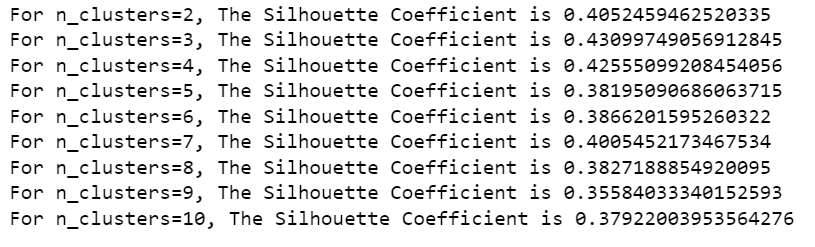 For n_clusters=2, The Silhouette Coefficient is 0.4052459462520335
For n_clusters=3, The Silhouette Coefficient is 0.43099749056912845
For n_clusters=4, The Silhouette Coefficient is 0.42555099208454056
For n_clusters=5, The Silhouette Coefficient is 0.38195090686063715
For n_clusters=6, The Silhouette Coefficient is 0.3866201595260322
For n_clusters=7, The Silhouette Coefficient is 0.4005452173467534
For n_clusters=8, The Silhouette Coefficient is 0.3827188854920095
For n_clusters=9, The Silhouette Coefficient is 0.35584033340152593
For n_clusters=10, The Silhouette Coefficient is 0.37922003953564276